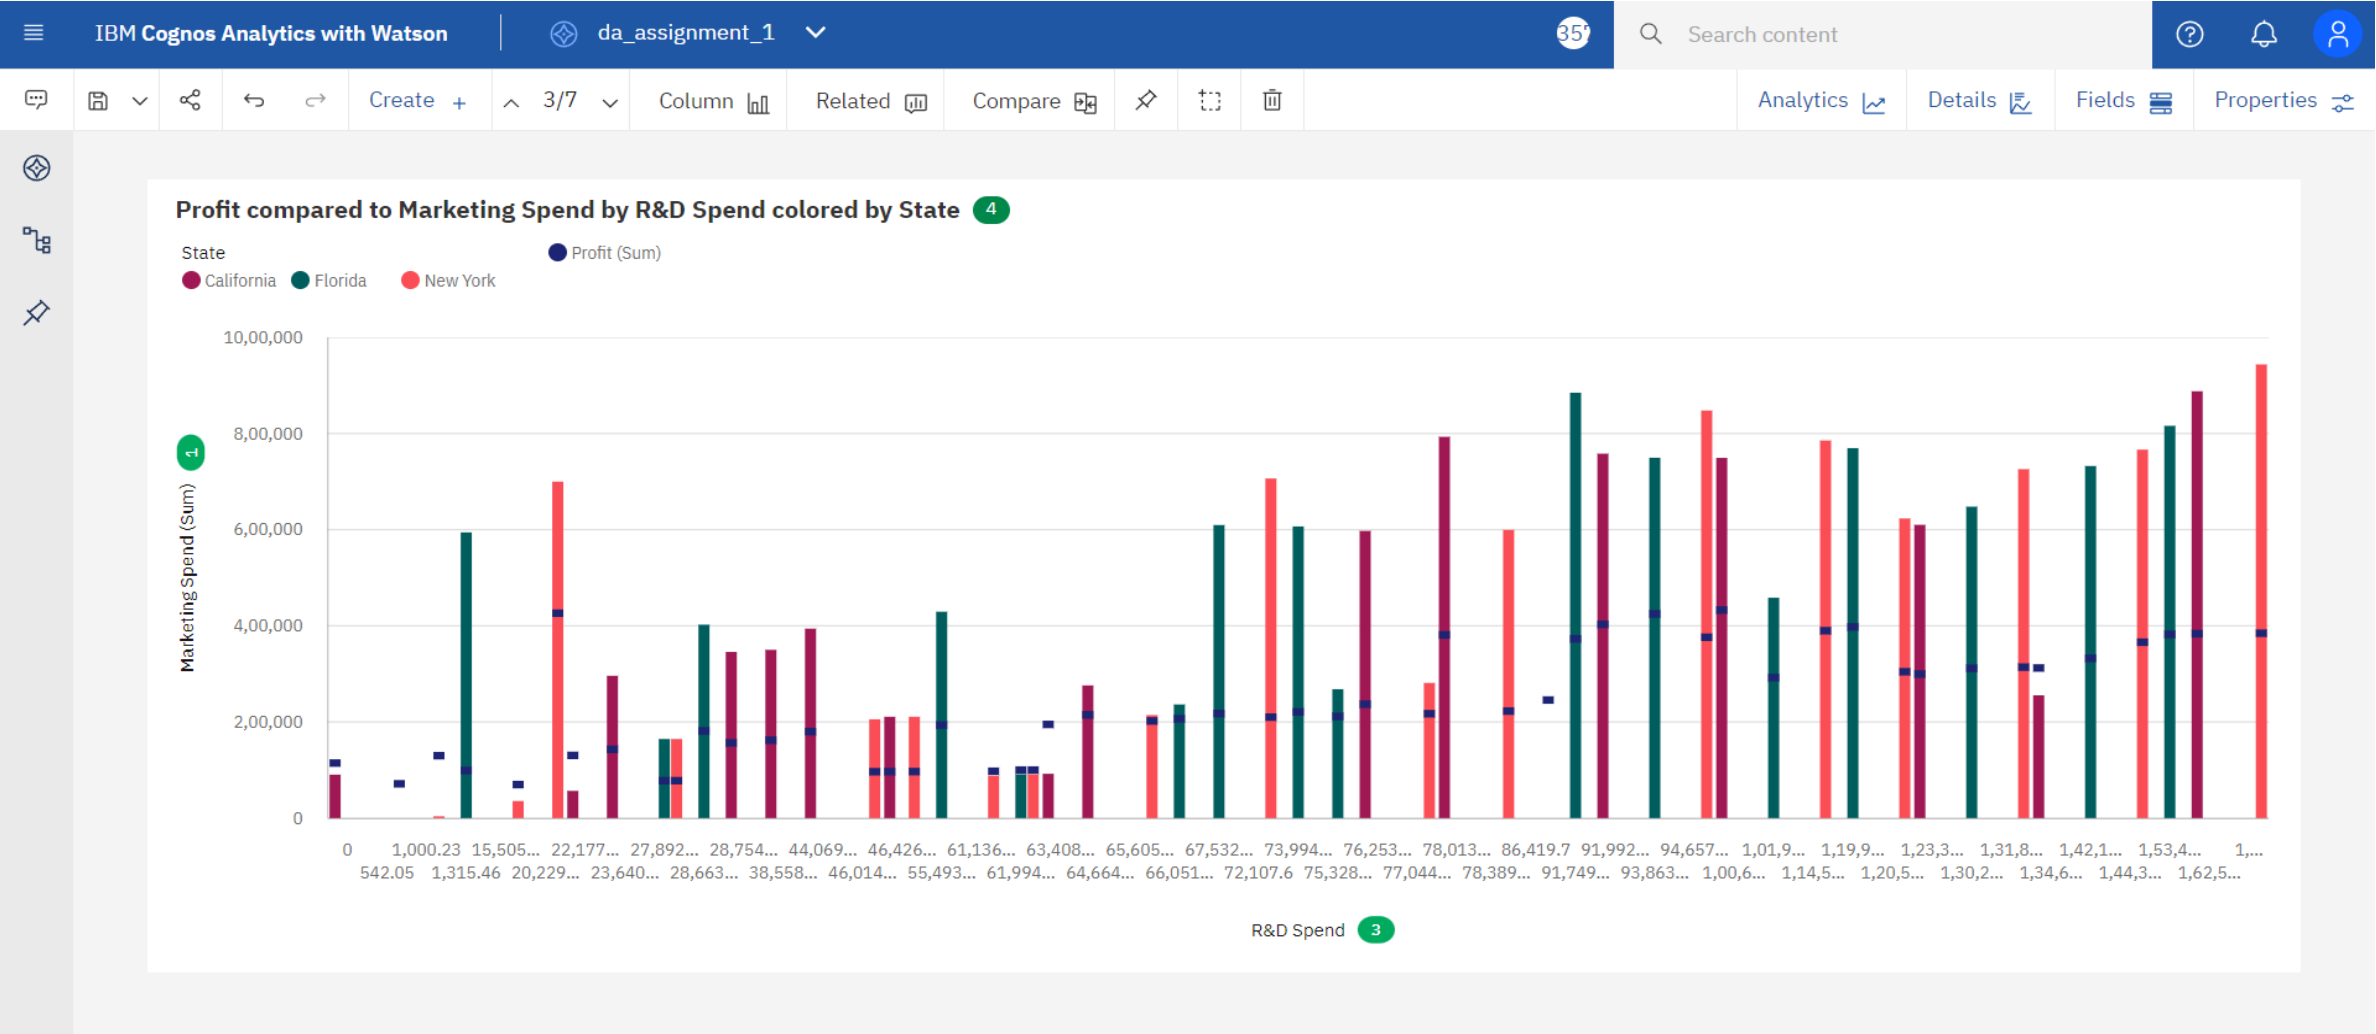 IBM Cognos Analytics with Watson da_assignment_1 357 Search content
Create + 3/7 Column Related Compare Analytics Details Fields Properties
Profit compared to Marketing Spend by R&D Spend colored by State 4
State Profit (Sum)
California Florida New York
10,00,000
8,00,000
6,00,000
4,00,000
2,00,000
0
Marketing Spend (Sum) 1
0 1,000.23 15,505... 22,177... 27,892... 28,754... 44,069... 46,426... 61,136... 63,408... 65,605... 67,532... 73,994... 76,253... 78,013... 86,419.7 91,992... 94,657... 1,01,9... 1,19,9... 1,23,3... 1,31,8... 1,42,1... 1,53,4... 1,...
542.05 1,315.46 20,229... 23,640... 28,663... 38,558... 46,014... 55,493... 61,994... 64,664... 66,051... 72,107.6 75,328... 77,044... 78,389... 91,749... 93,863... 1,00,6... 1,14,5... 1,20,5... 1,30,2... 1,34,6... 1,44,3... 1,62,5...
R&D Spend 3